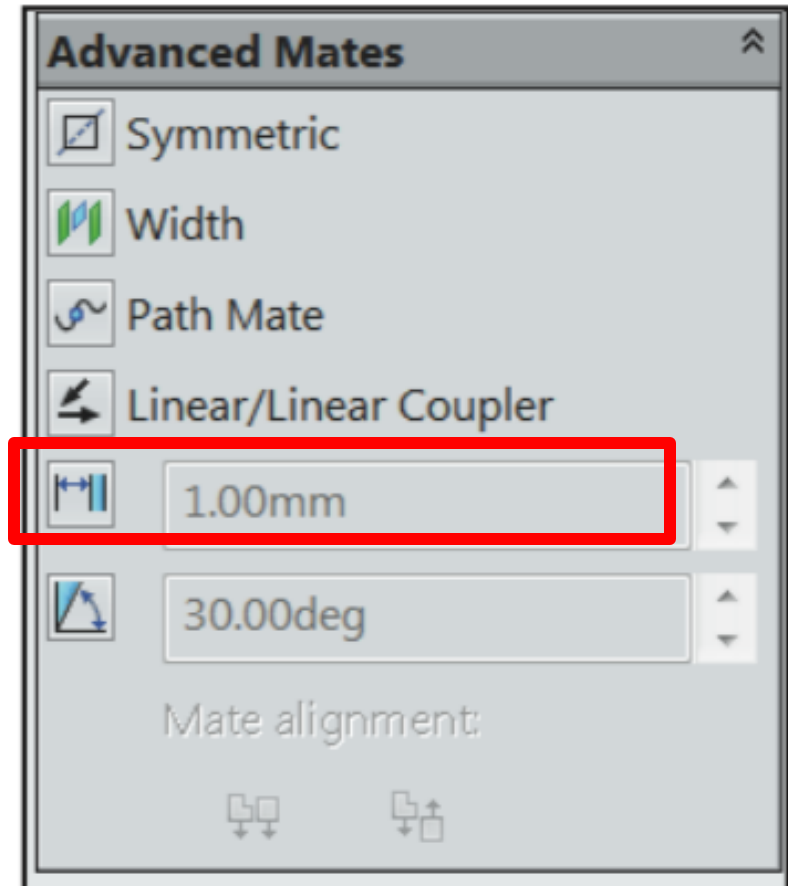 Advanced Mates
Symmetric
Width
Path Mate
Linear/Linear Coupler
1.00mm
30.00deg
Mate alignment: